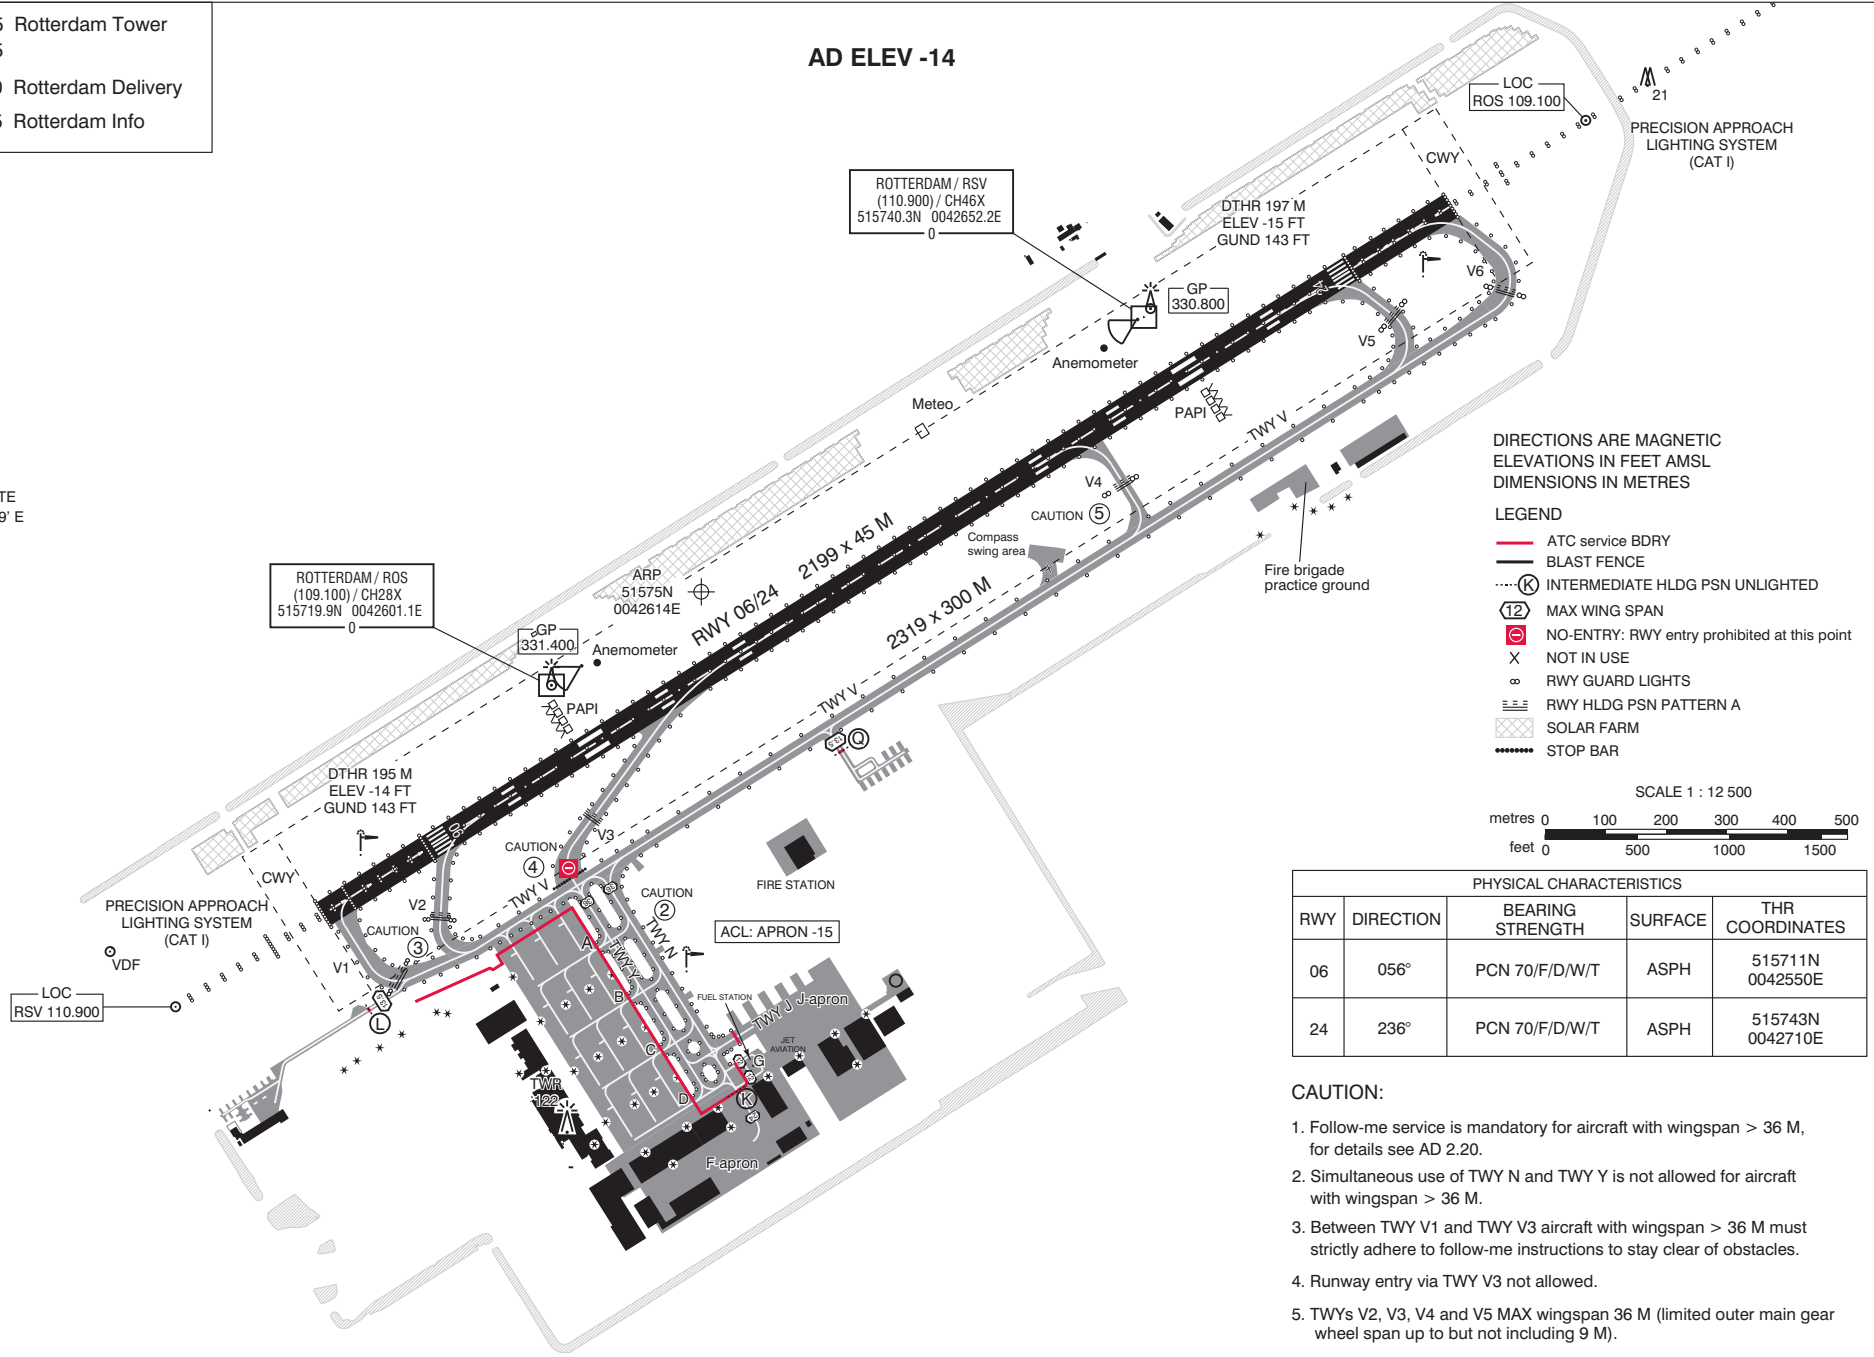 Rotterdam Tower
Rotterdam Delivery
Rotterdam Info
AD ELEV -14
LOC
ROS 109.100
21
PRECISION APPROACH
LIGHTING SYSTEM
(CAT I)
CWY
ROTTERDAM / RSV
(110.900) / CH46X
515740.3N 0042652.2E
0
DTHR 197 M
ELEV -15 FT
GUND 143 FT
GP
330.800
V6
24
V5
Anemometer
PAPI
Meteo
TWY V
V4
CAUTION 5
Compass
swing area
Fire brigade
practice ground
2199 x 45 M
RWY 06/24
2319 x 300 M
ARP
51575N
0042614E
ROTTERDAM / ROS
(109.100) / CH28X
515719.9N 0042601.1E
0
GP
331.400
Anemometer
PAPI
TWY V
13.5
Q
DTHR 195 M
ELEV -14 FT
GUND 143 FT
06
V3
CAUTION
4
FIRE STATION
CWY
TWY V
V2
CAUTION
2
TWY N
36
36
PRECISION APPROACH
LIGHTING SYSTEM
(CAT I)
CAUTION
3
ACL: APRON -15
VDF
V1
A
TWY Y
LOC
RSV 110.900
13.5
L
B
FUEL STATION
J-apron
TWY J
C
JET
AVIATION
G
TWR
122
D
K
F-apron
DIRECTIONS ARE MAGNETIC
ELEVATIONS IN FEET AMSL
DIMENSIONS IN METRES
LEGEND
ATC service BDRY
BLAST FENCE
K INTERMEDIATE HLDG PSN UNLIGHTED
12 MAX WING SPAN
NO-ENTRY: RWY entry prohibited at this point
X NOT IN USE
RWY GUARD LIGHTS
RWY HLDG PSN PATTERN A
SOLAR FARM
STOP BAR
SCALE 1 : 12 500
metres 0 100 200 300 400 500
feet 0 500 1000 1500
PHYSICAL CHARACTERISTICS
RWY DIRECTION BEARING STRENGTH SURFACE THR COORDINATES
06 056° PCN 70/F/D/W/T ASPH 515711N 0042550E
24 236° PCN 70/F/D/W/T ASPH 515743N 0042710E
CAUTION:
1. Follow-me service is mandatory for aircraft with wingspan > 36 M,
for details see AD 2.20.
2. Simultaneous use of TWY N and TWY Y is not allowed for aircraft
with wingspan > 36 M.
3. Between TWY V1 and TWY V3 aircraft with wingspan > 36 M must
strictly adhere to follow-me instructions to stay clear of obstacles.
4. Runway entry via TWY V3 not allowed.
5. TWYs V2, V3, V4 and V5 MAX wingspan 36 M (limited outer main gear
wheel span up to but not including 9 M).